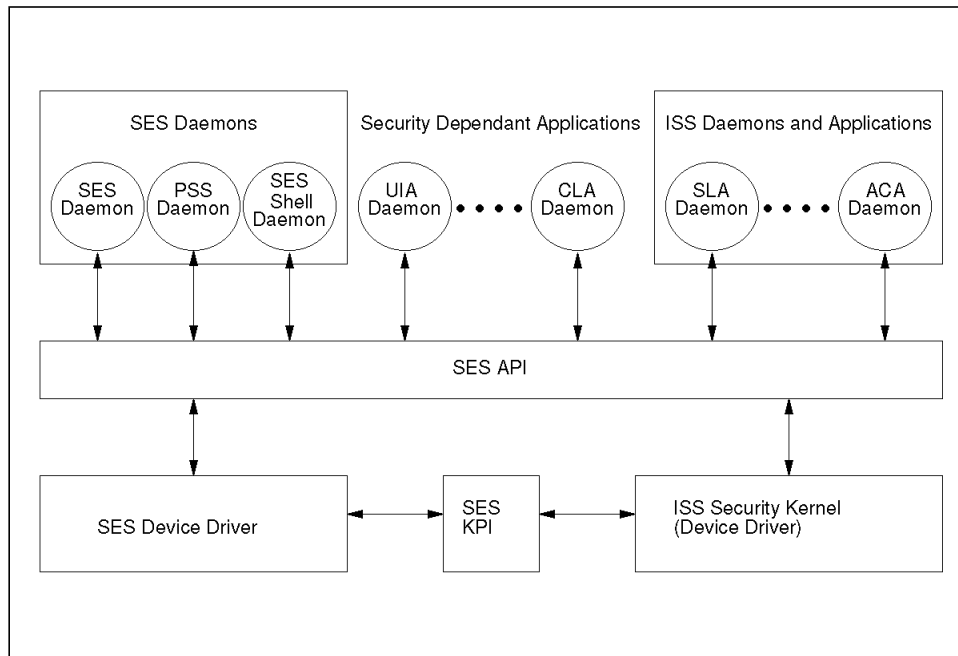 SES Daemons
Security Dependant Applications
ISS Daemons and Applications
SES
Daemon
PSS
Daemon
SES
Shell
Daemon
UIA
Daemon
CLA
Daemon
SLA
Daemon
ACA
Daemon
SES API
SES Device Driver
SES
KPI
ISS Security Kernel
(Device Driver)